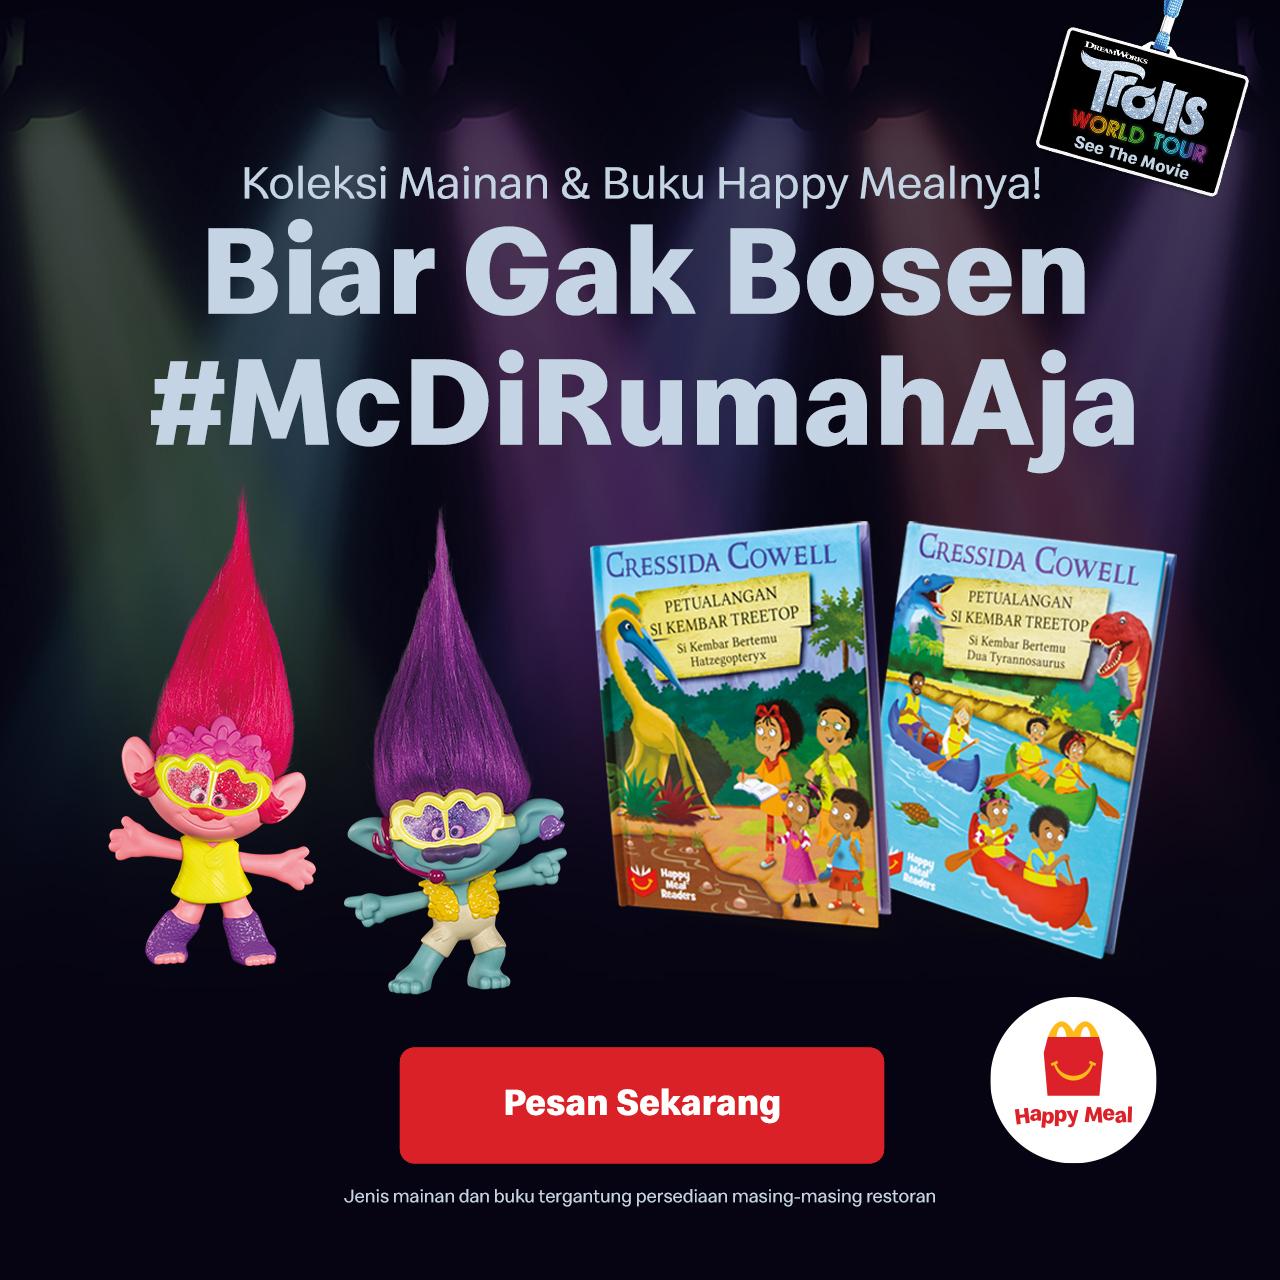 DREAMWORKS
Trolls
WORLD TOUR
See The Movie
Koleksi Mainan & Buku Happy Mealnya!
Biar Gak Bosen
#McDiRumahAja
CRESSIDA COWELL
PETUALANGAN
SI KEMBAR TREETOP
Si Kembar Bertemu
Hatzegopteryx
Happy
Meal
Readers
CRESSIDA COWELL
PETUALANGAN
SI KEMBAR TREETOP
Si Kembar Bertemu
Dua Tyrannosaurus
Happy
Meal
Readers
Pesan Sekarang
Happy Meal
Jenis mainan dan buku tergantung persediaan masing-masing restoran